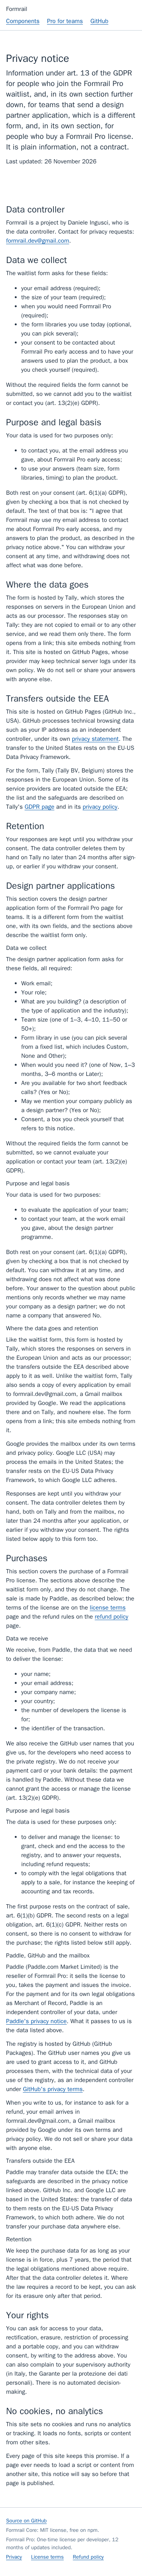 Formrail
Components Pro for teams GitHub
Privacy notice
Information under art. 13 of the GDPR
for people who join the Formrail Pro
waitlist, and, in its own section further
down, for teams that send a design
partner application, which is a different
form, and, in its own section, for
people who buy a Formrail Pro license.
It is plain information, not a contract.
Last updated: 26 November 2026
Data controller
Formrail is a project by Daniele Ingusci, who is
the data controller. Contact for privacy requests:
formrail.dev@gmail.com.
Data we collect
The waitlist form asks for these fields:
• your email address (required);
• the size of your team (required);
• when you would need Formrail Pro
(required);
• the form libraries you use today (optional,
you can pick several);
• your consent to be contacted about
Formrail Pro early access and to have your
answers used to plan the product, a box
you check yourself (required).
Without the required fields the form cannot be
submitted, so we cannot add you to the waitlist
or contact you (art. 13(2)(e) GDPR).
Purpose and legal basis
Your data is used for two purposes only:
• to contact you, at the email address you
gave, about Formrail Pro early access;
• to use your answers (team size, form
libraries, timing) to plan the product.
Both rest on your consent (art. 6(1)(a) GDPR),
given by checking a box that is not checked by
default. The text of that box is: "I agree that
Formrail may use my email address to contact
me about Formrail Pro early access, and my
answers to plan the product, as described in the
privacy notice above." You can withdraw your
consent at any time, and withdrawing does not
affect what was done before.
Where the data goes
The form is hosted by Tally, which stores the
responses on servers in the European Union and
acts as our processor. The responses stay on
Tally: they are not copied to email or to any other
service, and we read them only there. The form
opens from a link; this site embeds nothing from
it. This site is hosted on GitHub Pages, whose
provider may keep technical server logs under its
own policy. We do not sell or share your answers
with anyone else.
Transfers outside the EEA
This site is hosted on GitHub Pages (GitHub Inc.,
USA). GitHub processes technical browsing data
such as your IP address as an independent
controller, under its own privacy statement. The
transfer to the United States rests on the EU-US
Data Privacy Framework.
For the form, Tally (Tally BV, Belgium) stores the
responses in the European Union. Some of its
service providers are located outside the EEA;
the list and the safeguards are described on
Tally's GDPR page and in its privacy policy.
Retention
Your responses are kept until you withdraw your
consent. The data controller deletes them by
hand on Tally no later than 24 months after sign-
up, or earlier if you withdraw your consent.
Design partner applications
This section covers the design partner
application form of the Formrail Pro page for
teams. It is a different form from the waitlist
one, with its own fields, and the sections above
describe the waitlist form only.
Data we collect
The design partner application form asks for
these fields, all required:
• Work email;
• Your role;
• What are you building? (a description of
the type of application and the industry);
• Team size (one of 1–3, 4–10, 11–50 or
50+);
• Form library in use (you can pick several
from a fixed list, which includes Custom,
None and Other);
• When would you need it? (one of Now, 1–3
months, 3–6 months or Later);
• Are you available for two short feedback
calls? (Yes or No);
• May we mention your company publicly as
a design partner? (Yes or No);
• Consent, a box you check yourself that
refers to this notice.
Without the required fields the form cannot be
submitted, so we cannot evaluate your
application or contact your team (art. 13(2)(e)
GDPR).
Purpose and legal basis
Your data is used for two purposes:
• to evaluate the application of your team;
• to contact your team, at the work email
you gave, about the design partner
programme.
Both rest on your consent (art. 6(1)(a) GDPR),
given by checking a box that is not checked by
default. You can withdraw it at any time, and
withdrawing does not affect what was done
before. Your answer to the question about public
mentions only records whether we may name
your company as a design partner; we do not
name a company that answered No.
Where the data goes and retention
Like the waitlist form, this form is hosted by
Tally, which stores the responses on servers in
the European Union and acts as our processor;
the transfers outside the EEA described above
apply to it as well. Unlike the waitlist form, Tally
also sends a copy of every application by email
to formrail.dev@gmail.com, a Gmail mailbox
provided by Google. We read the applications
there and on Tally, and nowhere else. The form
opens from a link; this site embeds nothing from
it.
Google provides the mailbox under its own terms
and privacy policy. Google LLC (USA) may
process the emails in the United States; the
transfer rests on the EU-US Data Privacy
Framework, to which Google LLC adheres.
Responses are kept until you withdraw your
consent. The data controller deletes them by
hand, both on Tally and from the mailbox, no
later than 24 months after your application, or
earlier if you withdraw your consent. The rights
listed below apply to this form too.
Purchases
This section covers the purchase of a Formrail
Pro license. The sections above describe the
waitlist form only, and they do not change. The
sale is made by Paddle, as described below; the
terms of the license are on the license terms
page and the refund rules on the refund policy
page.
Data we receive
We receive, from Paddle, the data that we need
to deliver the license:
• your name;
• your email address;
• your company name;
• your country;
• the number of developers the license is
for;
• the identifier of the transaction.
We also receive the GitHub user names that you
give us, for the developers who need access to
the private registry. We do not receive your
payment card or your bank details: the payment
is handled by Paddle. Without these data we
cannot grant the access or manage the license
(art. 13(2)(e) GDPR).
Purpose and legal basis
The data is used for these purposes only:
• to deliver and manage the license: to
grant, check and end the access to the
registry, and to answer your requests,
including refund requests;
• to comply with the legal obligations that
apply to a sale, for instance the keeping of
accounting and tax records.
The first purpose rests on the contract of sale,
art. 6(1)(b) GDPR. The second rests on a legal
obligation, art. 6(1)(c) GDPR. Neither rests on
consent, so there is no consent to withdraw for
the purchase; the rights listed below still apply.
Paddle, GitHub and the mailbox
Paddle (Paddle.com Market Limited) is the
reseller of Formrail Pro: it sells the license to
you, takes the payment and issues the invoice.
For the payment and for its own legal obligations
as Merchant of Record, Paddle is an
independent controller of your data, under
Paddle's privacy notice. What it passes to us is
the data listed above.
The registry is hosted by GitHub (GitHub
Packages). The GitHub user names you give us
are used to grant access to it, and GitHub
processes them, with the technical data of your
use of the registry, as an independent controller
under GitHub's privacy terms.
When you write to us, for instance to ask for a
refund, your email arrives in
formrail.dev@gmail.com, a Gmail mailbox
provided by Google under its own terms and
privacy policy. We do not sell or share your data
with anyone else.
Transfers outside the EEA
Paddle may transfer data outside the EEA; the
safeguards are described in the privacy notice
linked above. GitHub Inc. and Google LLC are
based in the United States: the transfer of data
to them rests on the EU-US Data Privacy
Framework, to which both adhere. We do not
transfer your purchase data anywhere else.
Retention
We keep the purchase data for as long as your
license is in force, plus 7 years, the period that
the legal obligations mentioned above require.
After that the data controller deletes it. Where
the law requires a record to be kept, you can ask
for its erasure only after that period.
Your rights
You can ask for access to your data,
rectification, erasure, restriction of processing
and a portable copy, and you can withdraw
consent, by writing to the address above. You
can also complain to your supervisory authority
(in Italy, the Garante per la protezione dei dati
personali). There is no automated decision-
making.
No cookies, no analytics
This site sets no cookies and runs no analytics
or tracking. It loads no fonts, scripts or content
from other sites.
Every page of this site keeps this promise. If a
page ever needs to load a script or content from
another site, this notice will say so before that
page is published.
Source on GitHub
Formrail Core: MIT license, free on npm.
Formrail Pro: One-time license per developer, 12
months of updates included.
Privacy License terms Refund policy